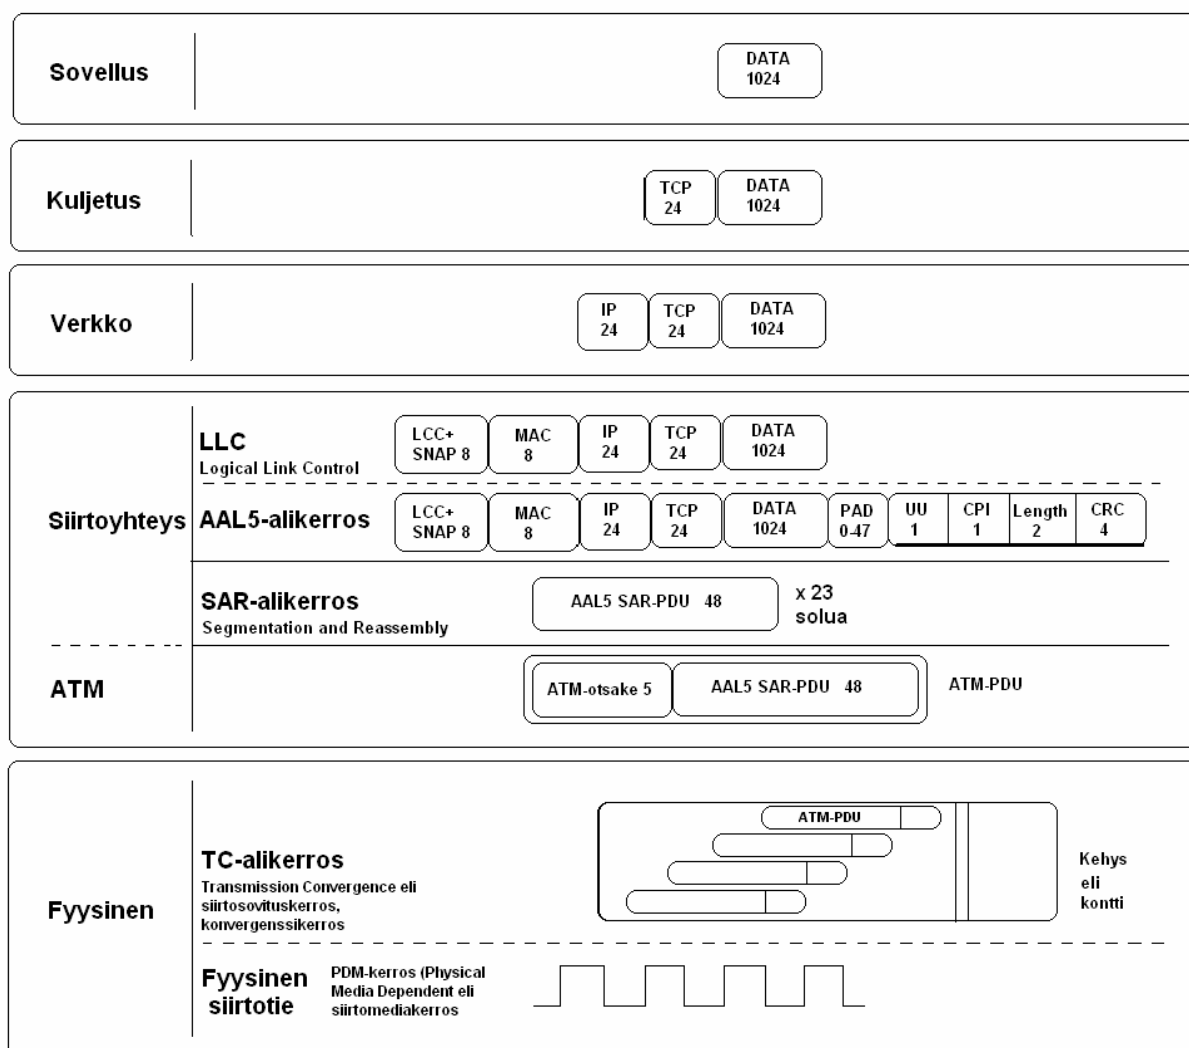 Sovellus
DATA
1024
Kuljetus
TCP
24
DATA
1024
Verkko
IP
24
TCP
24
DATA
1024
Siirtoyhteys
LLC
Logical Link Control
LCC+
SNAP 8
MAC
8
IP
24
TCP
24
DATA
1024
AAL5-alikerros
LCC+
SNAP 8
MAC
8
IP
24
TCP
24
DATA
1024
PAD
0-47
UU
1
CPI
1
Length
2
CRC
4
SAR-alikerros
Segmentation and Reassembly
AAL5 SAR-PDU 48
x 23
solua
ATM
ATM-otsake 5
AAL5 SAR-PDU 48
ATM-PDU
Fyysinen
TC-alikerros
Transmission Convergence eli
siirtosovituskerros,
konvergenssikerros
ATM-PDU
Kehys
eli
kontti
Fyysinen
siirtotie
PDM-kerros (Physical
Media Dependent eli
siirtomediakerros